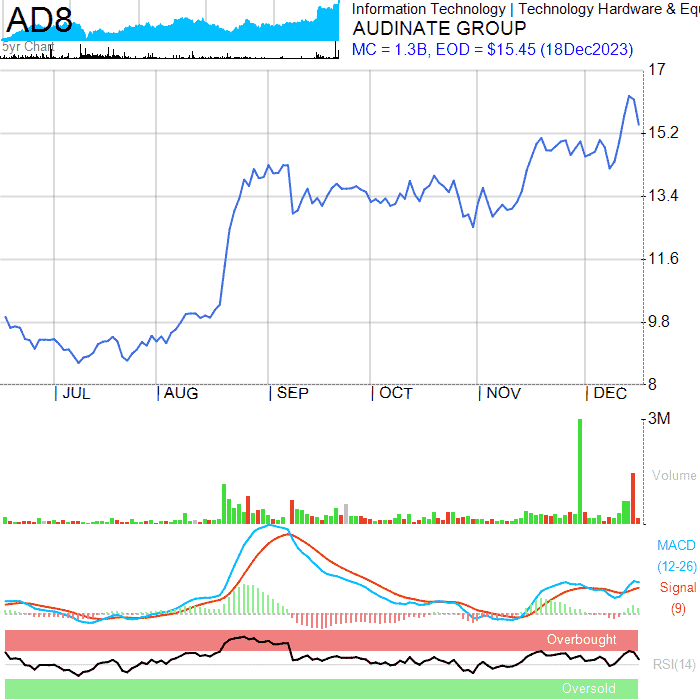 AD8
5yr Chart
Information Technology | Technology Hardware & Equ
AUDINATE GROUP
MC = 1.3B, EOD = $15.45 (18Dec2023)
17
15.2
13.4
11.6
9.8
8
| JUL | AUG | SEP | OCT | NOV | DEC
3M
Volume
MACD
(12-26)
Signal
(9)
Overbought
RSI(14)
Oversold